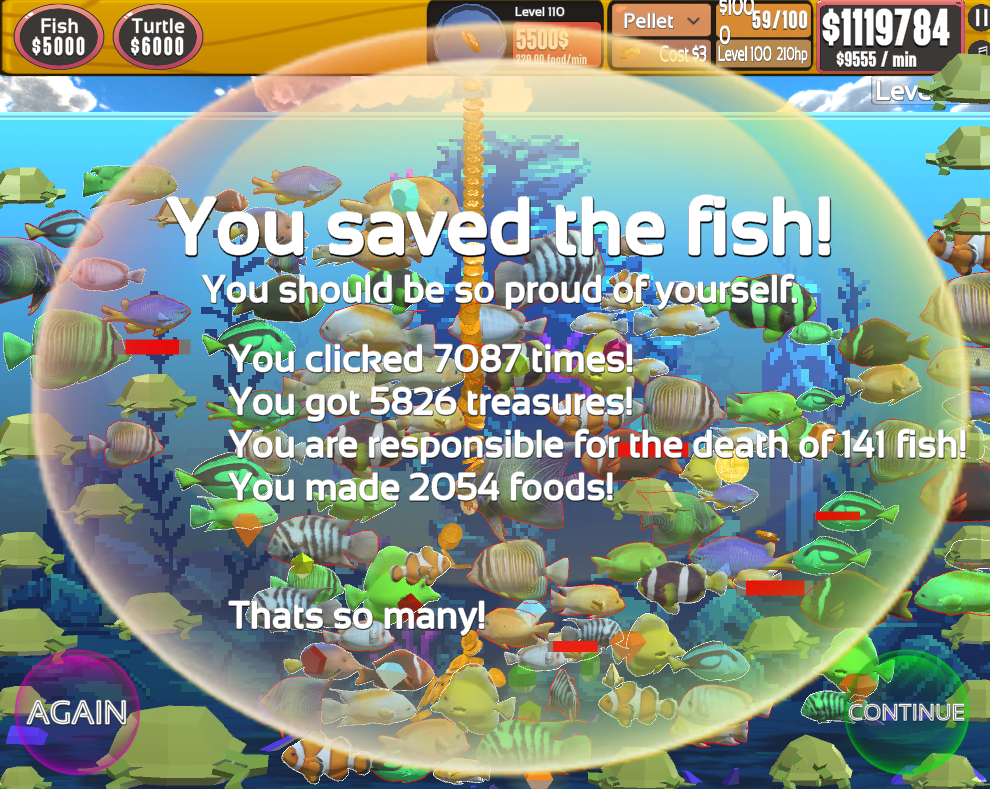 Fish
$5000
Turtle
$6000
Level 110
5500$
220.00 food/min
Pellet
Cost $3
$100
0
59/100
Level 100 210hp
$1119784
$9555 / min
Lev
You saved the fish!
You should be so proud of yourself.
You clicked 7087 times!
You got 5826 treasures!
You are responsible for the death of 141 fish!
You made 2054 foods!
Thats so many!
AGAIN
CONTINUE